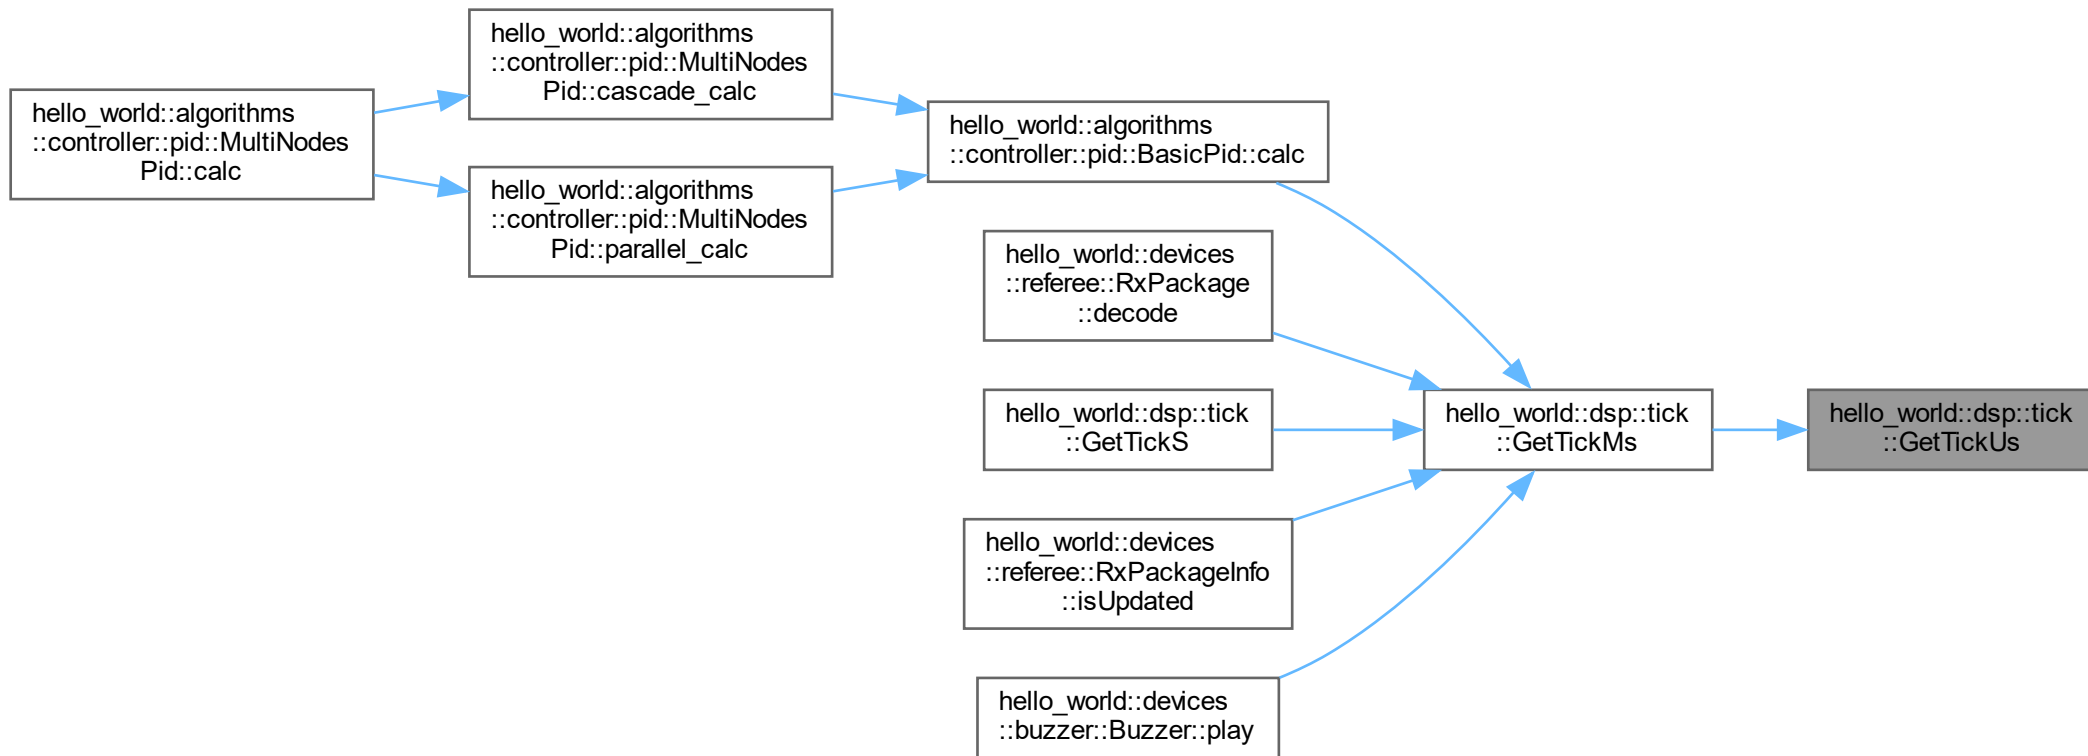 hello_world::algorithms
::controller::pid::MultiNodes
Pid::calc
hello_world::algorithms
::controller::pid::MultiNodes
Pid::cascade_calc
hello_world::algorithms
::controller::pid::MultiNodes
Pid::parallel_calc
hello_world::algorithms
::controller::pid::BasicPid::calc
hello_world::devices
::referee::RxPackage
::decode
hello_world::dsp::tick
::GetTickS
hello_world::devices
::referee::RxPackageInfo
::isUpdated
hello_world::devices
::buzzer::Buzzer::play
hello_world::dsp::tick
::GetTickMs
hello_world::dsp::tick
::GetTickUs